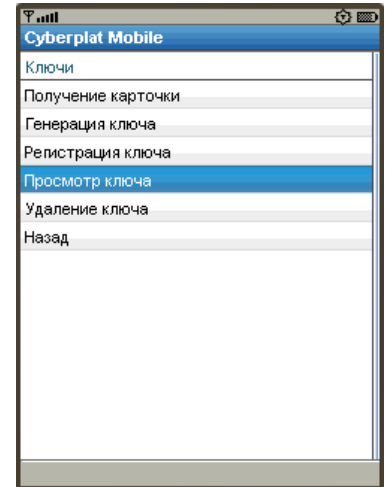 Cyberplat Mobile
Ключи
Получение карточки
Генерация ключа
Регистрация ключа
Просмотр ключа
Удаление ключа
Назад